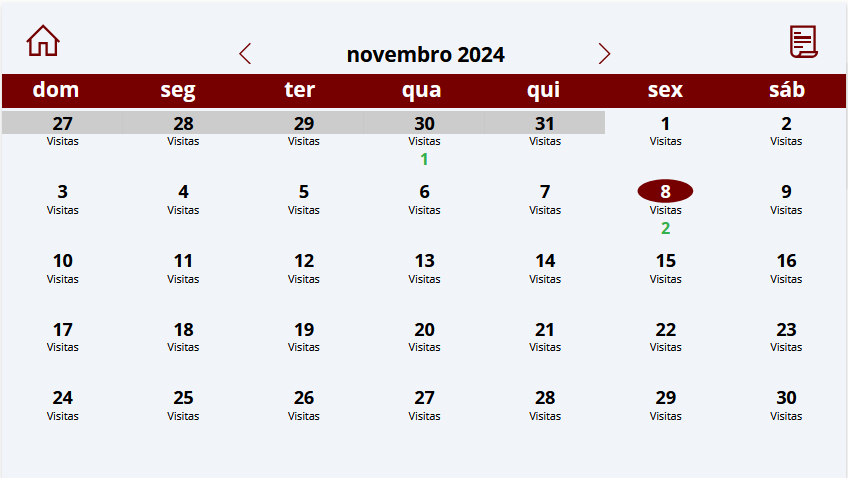 novembro 2024
dom seg ter qua qui sex sáb
27 28 29 30 31 1 2
Visitas Visitas Visitas Visitas Visitas Visitas Visitas
1
3 4 5 6 7 8 9
Visitas Visitas Visitas Visitas Visitas Visitas Visitas
2
10 11 12 13 14 15 16
Visitas Visitas Visitas Visitas Visitas Visitas Visitas
17 18 19 20 21 22 23
Visitas Visitas Visitas Visitas Visitas Visitas Visitas
24 25 26 27 28 29 30
Visitas Visitas Visitas Visitas Visitas Visitas Visitas